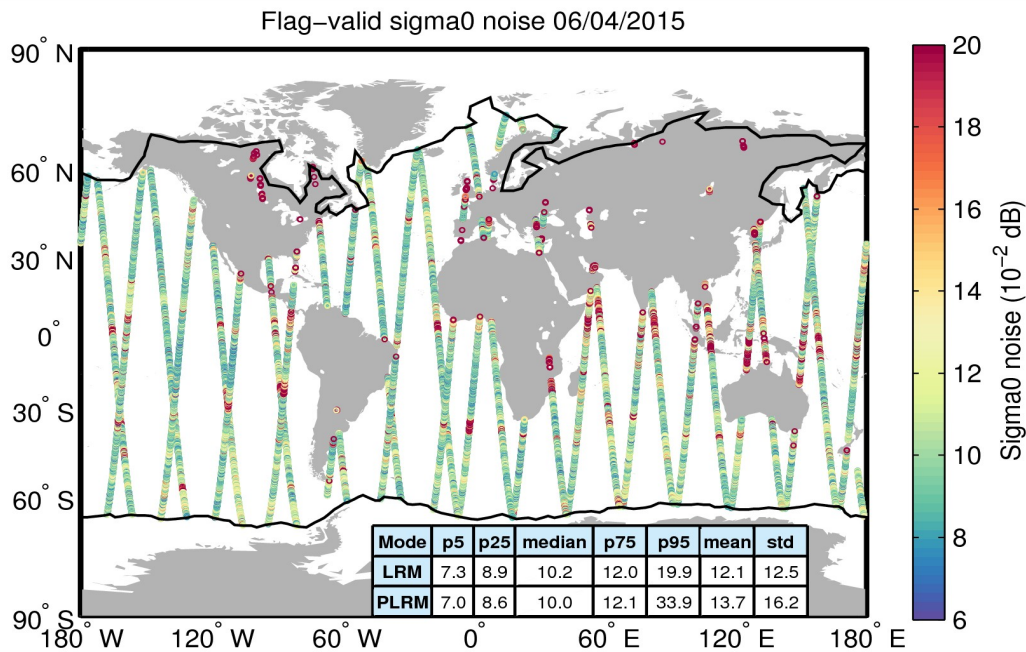 Flag−valid sigma0 noise 06/04/2015
90° N
60° N
30° N
0°
30° S
60° S
90° S
180° W
120° W
60° W
0°
60° E
120° E
180° E
Mode p5 p25 median p75 p95 mean std
LRM 7.3 8.9 10.2 12.0 19.9 12.1 12.5
PLRM 7.0 8.6 10.0 12.1 33.9 13.7 16.2
20
18
16
14
12
10
8
6
Sigma0 noise (10⁻² dB)